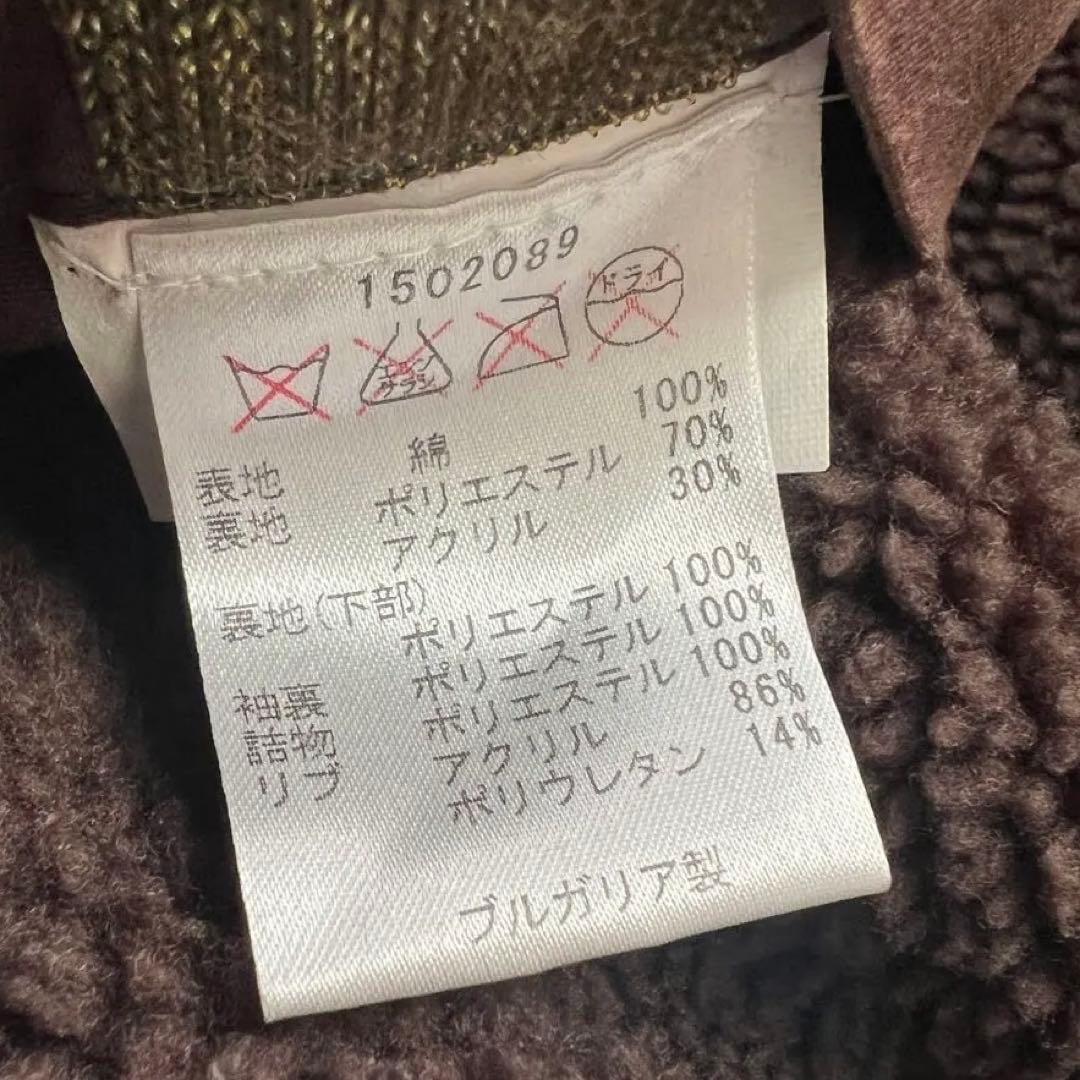 1502089
エンソ サラシ ドライ
表地 綿 100%
裏地 ポリエステル 70%
アクリル 30%
裏地(下部)
ポリエステル 100%
袖裏 ポリエステル 100%
詰物 ポリエステル 100%
リブ アクリル 86%
ポリウレタン 14%
ブルガリア製